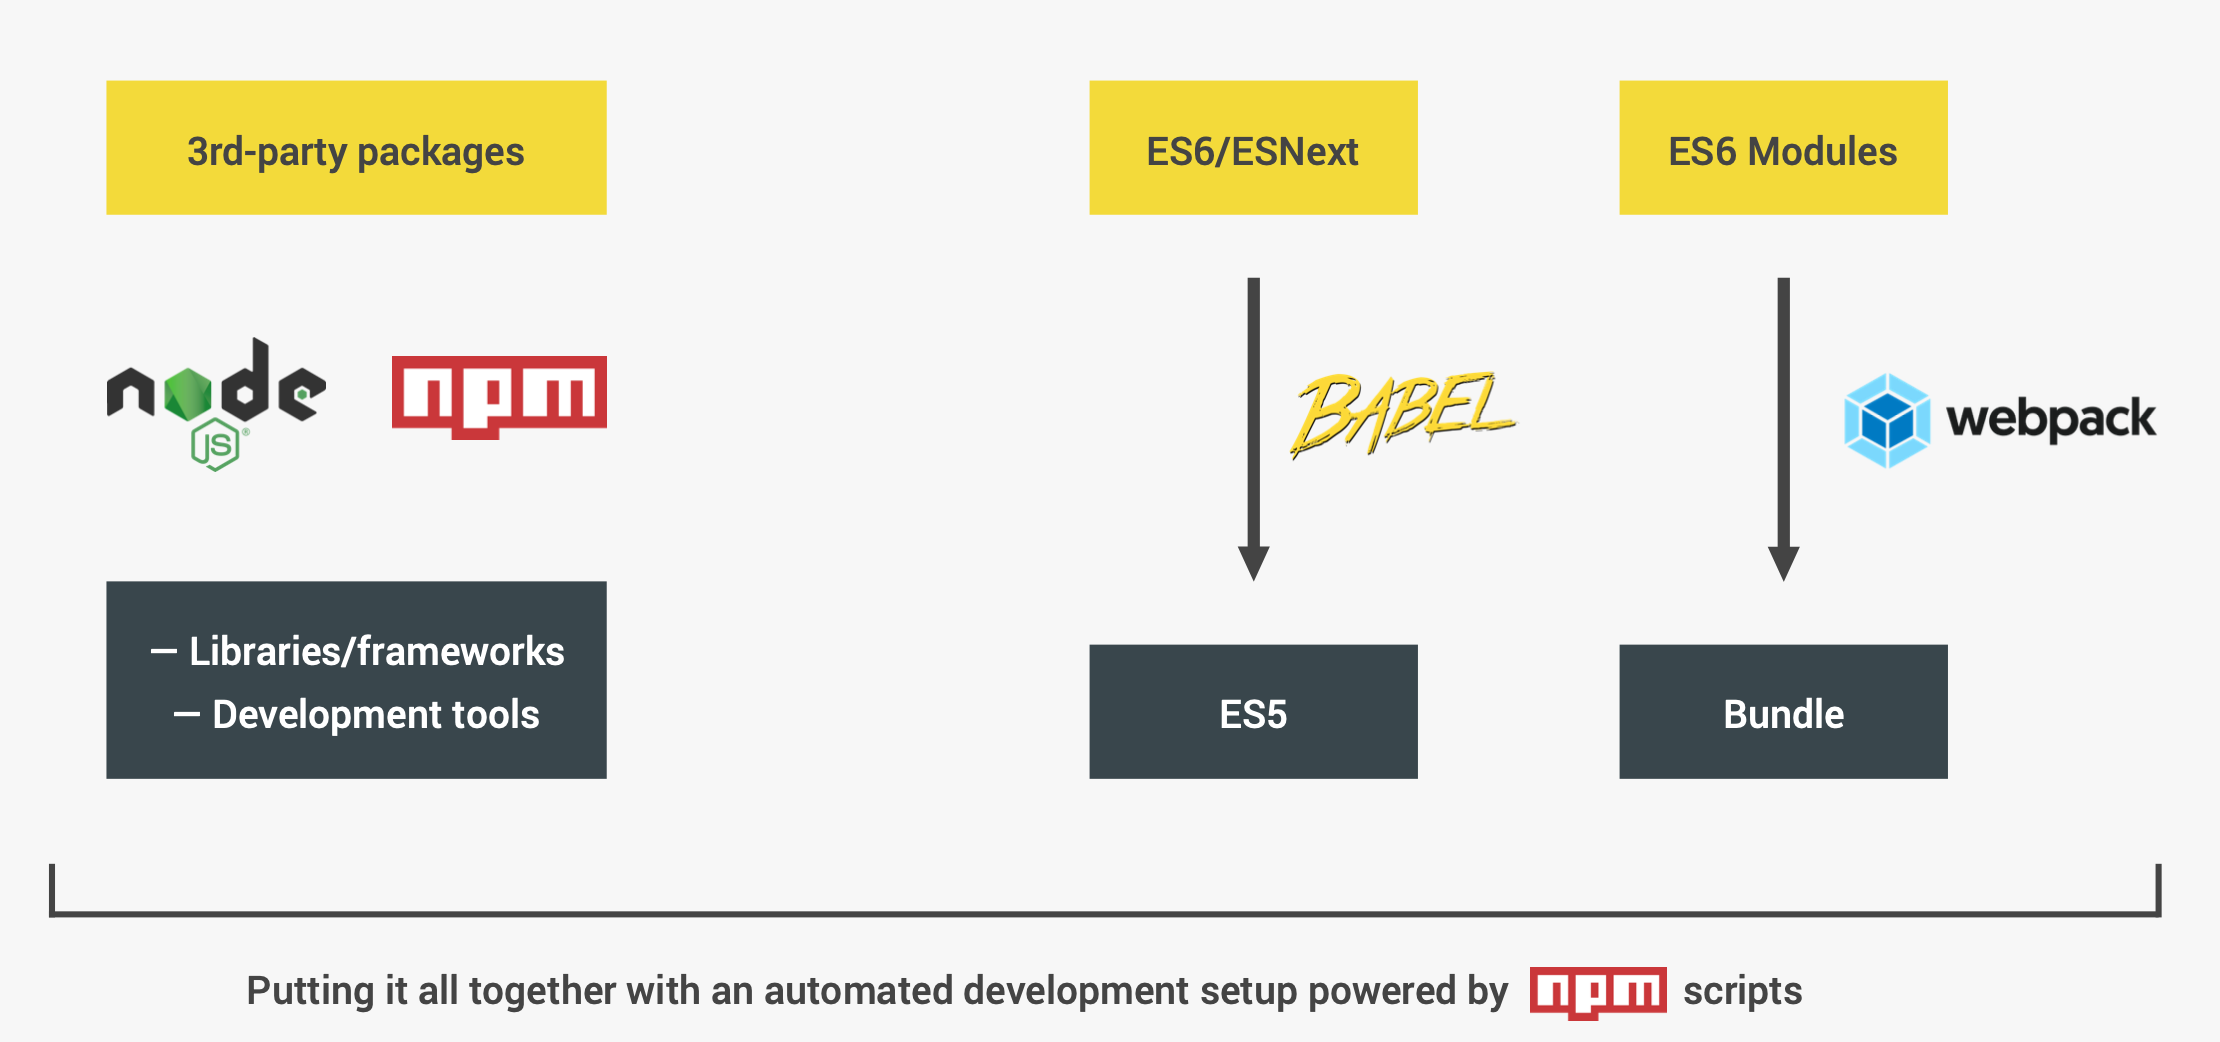 3rd-party packages
ES6/ESNext
ES6 Modules
node
JS®
npm
BABEL
webpack
— Libraries/frameworks
— Development tools
ES5
Bundle
Putting it all together with an automated development setup powered by npm scripts